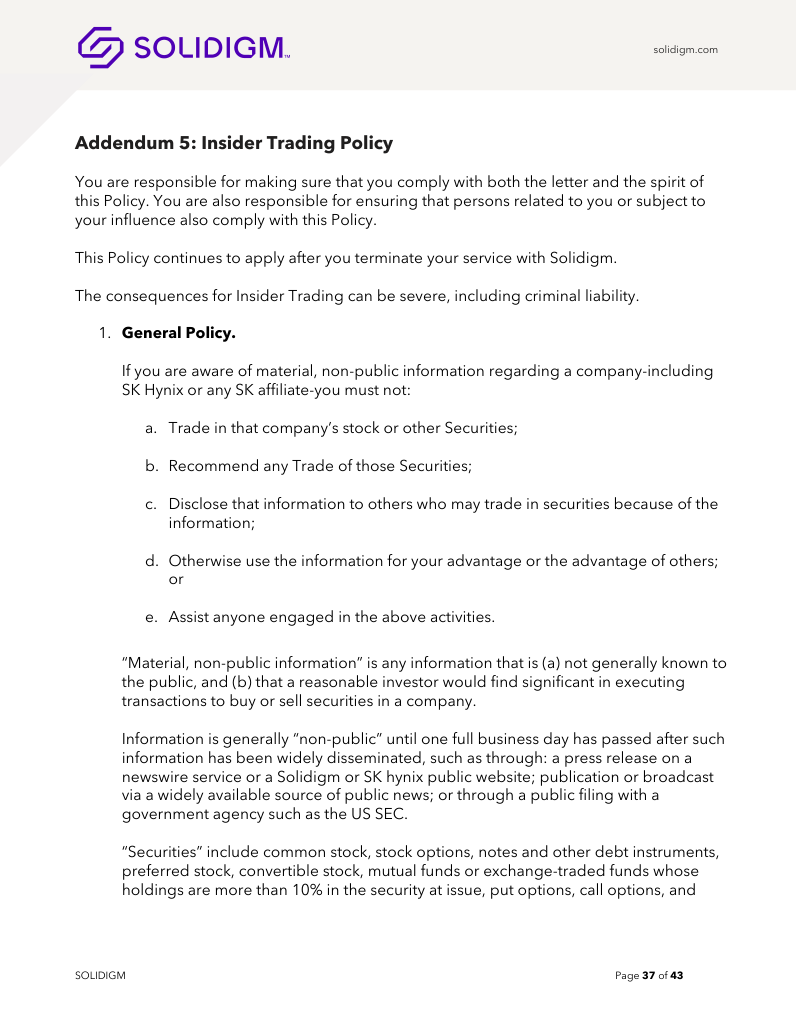 SOLIDIGM™
solidigm.com
Addendum 5: Insider Trading Policy
You are responsible for making sure that you comply with both the letter and the spirit of
this Policy. You are also responsible for ensuring that persons related to you or subject to
your influence also comply with this Policy.
This Policy continues to apply after you terminate your service with Solidigm.
The consequences for Insider Trading can be severe, including criminal liability.
1. General Policy.
If you are aware of material, non-public information regarding a company-including
SK Hynix or any SK affiliate-you must not:
a. Trade in that company’s stock or other Securities;
b. Recommend any Trade of those Securities;
c. Disclose that information to others who may trade in securities because of the
information;
d. Otherwise use the information for your advantage or the advantage of others;
or
e. Assist anyone engaged in the above activities.
“Material, non-public information” is any information that is (a) not generally known to
the public, and (b) that a reasonable investor would find significant in executing
transactions to buy or sell securities in a company.
Information is generally “non-public” until one full business day has passed after such
information has been widely disseminated, such as through: a press release on a
newswire service or a Solidigm or SK hynix public website; publication or broadcast
via a widely available source of public news; or through a public filing with a
government agency such as the US SEC.
“Securities” include common stock, stock options, notes and other debt instruments,
preferred stock, convertible stock, mutual funds or exchange-traded funds whose
holdings are more than 10% in the security at issue, put options, call options, and
SOLIDIGM
Page 37 of 43